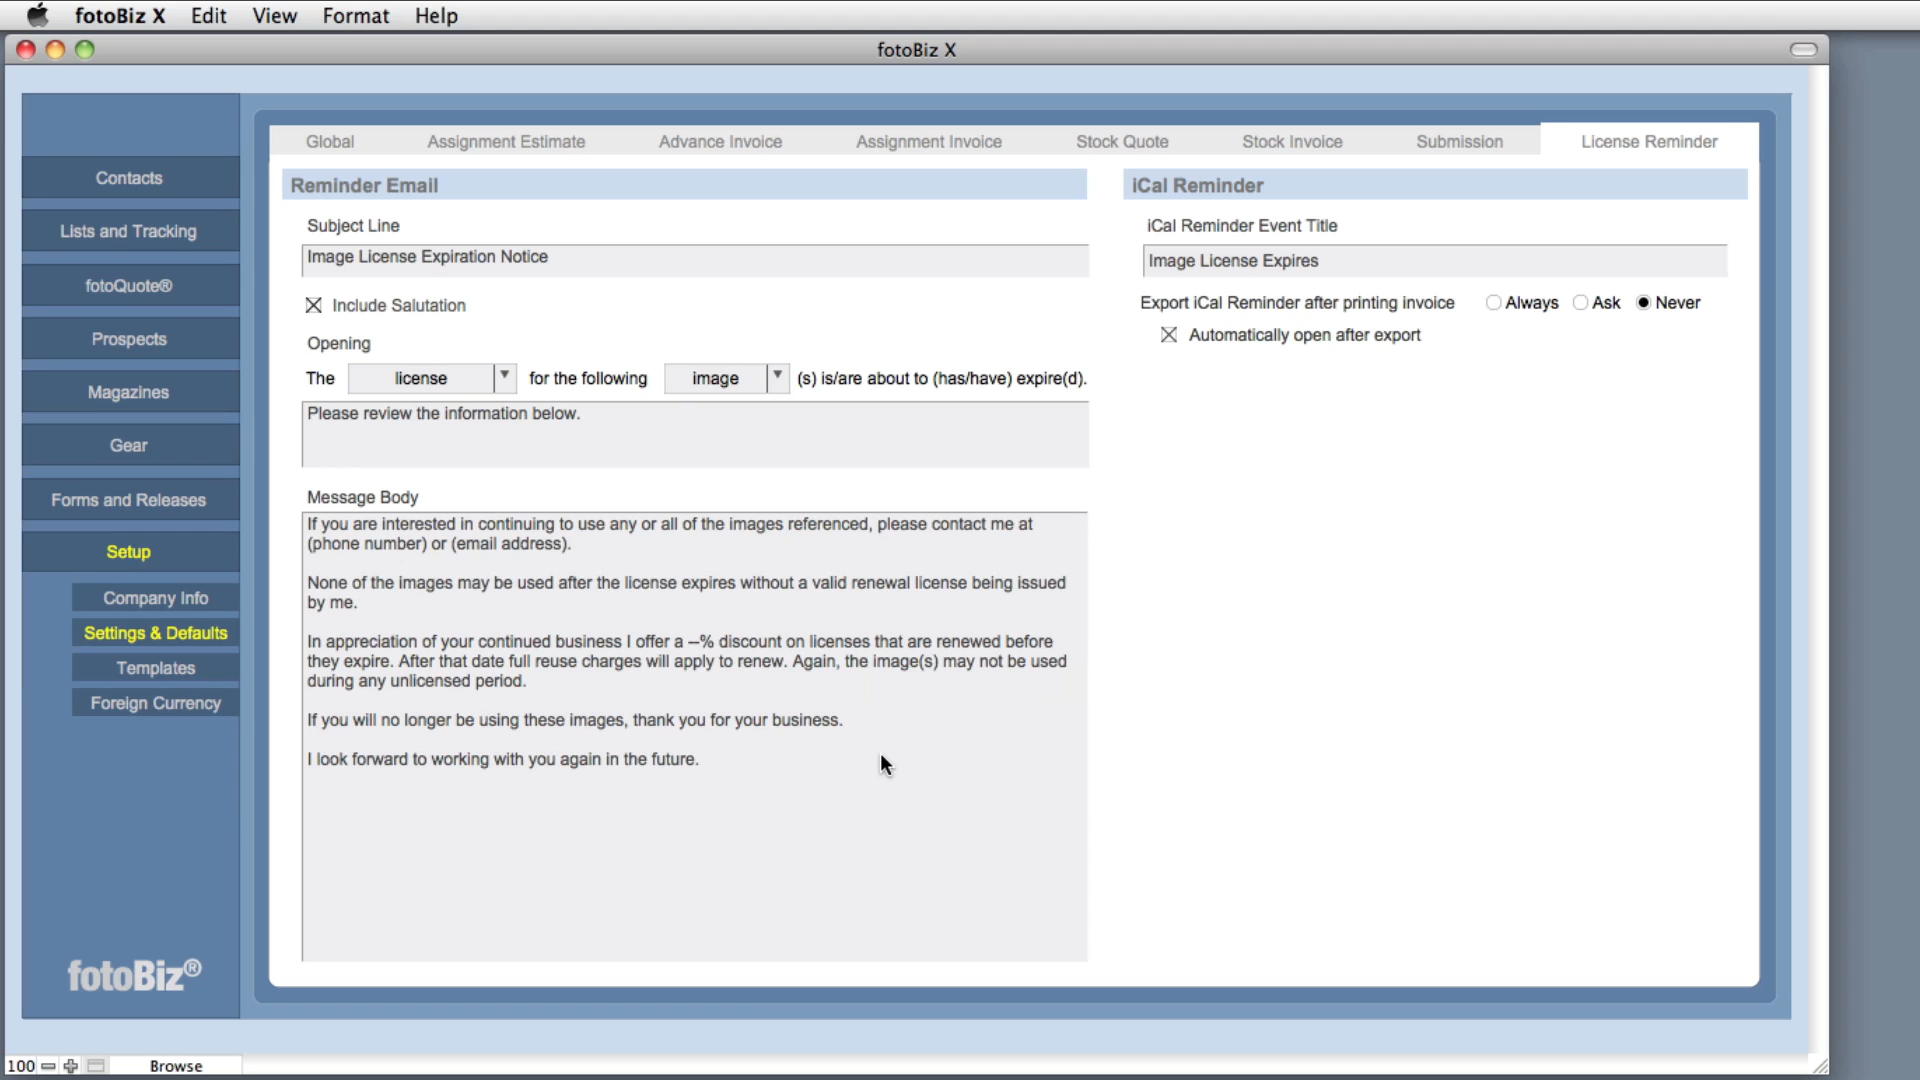 fotoBiz X Edit View Format Help
fotoBiz X
Contacts
Lists and Tracking
fotoQuote®
Prospects
Magazines
Gear
Forms and Releases
Setup
Company Info
Settings & Defaults
Templates
Foreign Currency
fotoBiz®
Global Assignment Estimate Advance Invoice Assignment Invoice Stock Quote Stock Invoice Submission License Reminder
Reminder Email
Subject Line
Image License Expiration Notice
Include Salutation
Opening
The license for the following image (s) is/are about to (has/have) expire(d).
Please review the information below.
Message Body
If you are interested in continuing to use any or all of the images referenced, please contact me at
(phone number) or (email address).
None of the images may be used after the license expires without a valid renewal license being issued
by me.
In appreciation of your continued business I offer a --% discount on licenses that are renewed before
they expire. After that date full reuse charges will apply to renew. Again, the image(s) may not be used
during any unlicensed period.
If you will no longer be using these images, thank you for your business.
I look forward to working with you again in the future.
iCal Reminder
iCal Reminder Event Title
Image License Expires
Export iCal Reminder after printing invoice Always Ask Never
Automatically open after export
100 Browse